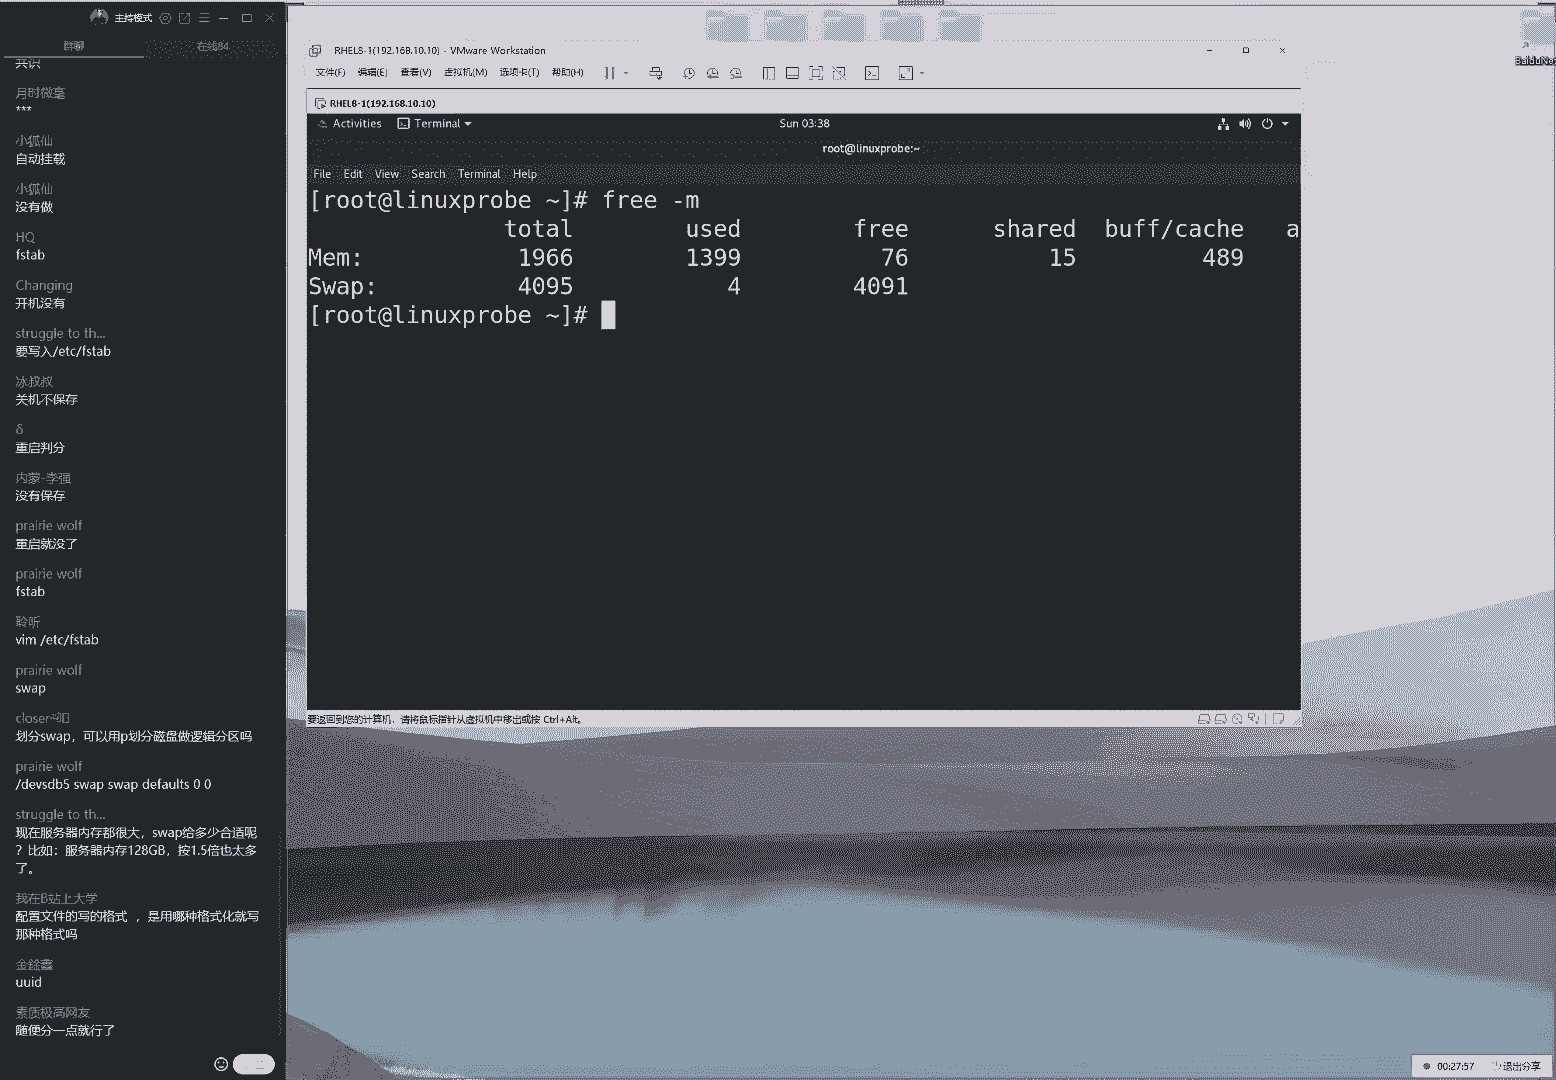 主持模式
群聊
在线84
共识
月时微毫
***
小狐仙
自动挂载
小狐仙
没有做
HQ
fstab
Changing
开机没有
struggle to th...
要写入/etc/fstab
冰叔叔
关机不保存
δ
重启判分
内蒙-李强
没有保存
prairie wolf
重启就没了
prairie wolf
fstab
聆听
vim /etc/fstab
prairie wolf
swap
划分swap，可以用p划分磁盘做逻辑分区吗
prairie wolf
/devsdb5 swap swap defaults 0 0
struggle to th...
现在服务器内存都很大，swap给多少合适呢
？比如：服务器内存128GB，按1.5倍也太多
了。
我在B站上大学
配置文件的写的格式 ，是用哪种格式化就写
那种格式吗
uuid
素质极高网友
随便分一点就行了
BaiduNe
RHEL8-1(192.168.10.10) - VMware Workstation
文件(F) 编辑(E) 查看(V) 虚拟机(M) 选项卡(T) 帮助(H)
RHEL8-1(192.168.10.10)
Activities Terminal Sun 03:38
root@linuxprobe:~
File Edit View Search Terminal Help
[root@linuxprobe ~]# free -m
total used free shared buff/cache a
Mem: 1966 1399 76 15 489
Swap: 4095 4 4091
[root@linuxprobe ~]#
要返回到您的计算机，请将鼠标指针从虚拟机中移出或按 Ctrl+Alt。
00:27:57 退出分享